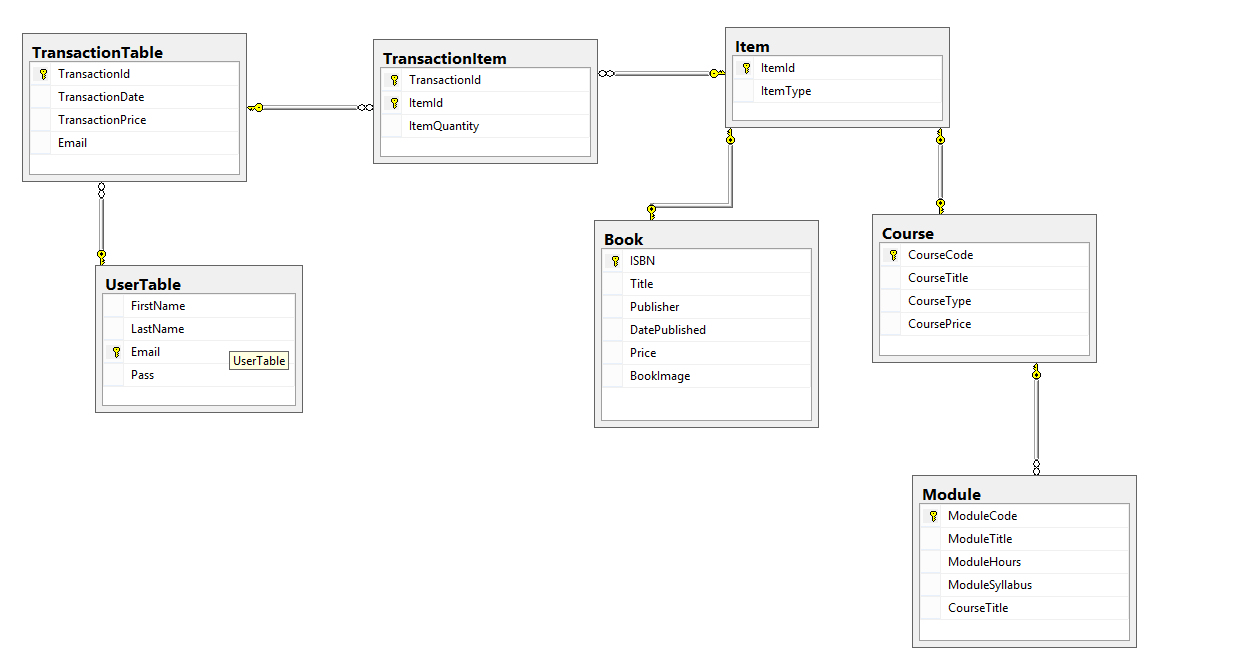 TransactionTable
TransactionId
TransactionDate
TransactionPrice
Email
TransactionItem
TransactionId
ItemId
ItemQuantity
Item
ItemId
ItemType
UserTable
FirstName
LastName
Email
Pass
UserTable
Book
ISBN
Title
Publisher
DatePublished
Price
BookImage
Course
CourseCode
CourseTitle
CourseType
CoursePrice
Module
ModuleCode
ModuleTitle
ModuleHours
ModuleSyllabus
CourseTitle